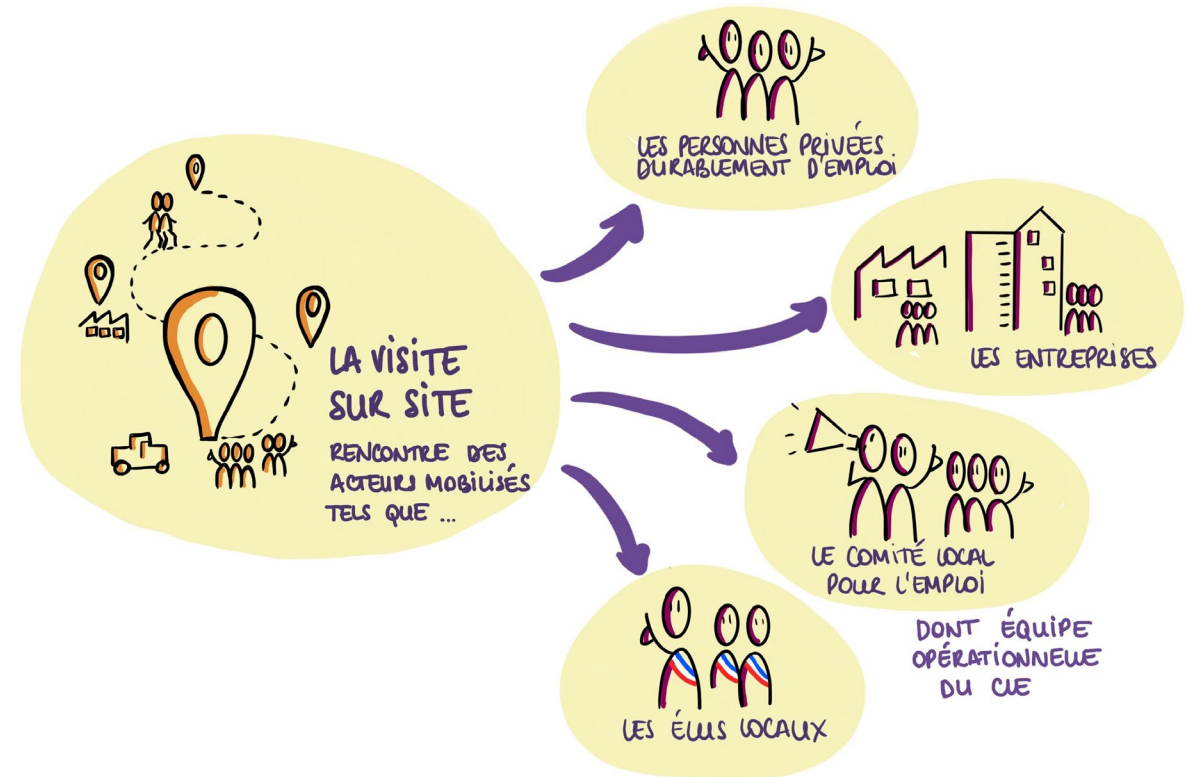 LA VISITE
SUR SITE
RENCONTRE DES
ACTEURS MOBILISÉS
TELS QUE ...
LES PERSONNES PRIVÉES
DURABLEMENT D'EMPLOI
LES ENTREPRISES
LE COMITÉ LOCAL
POUR L'EMPLOI
DONT ÉQUIPE
OPÉRATIONNELLE
DU CLE
LES ÉLUS LOCAUX